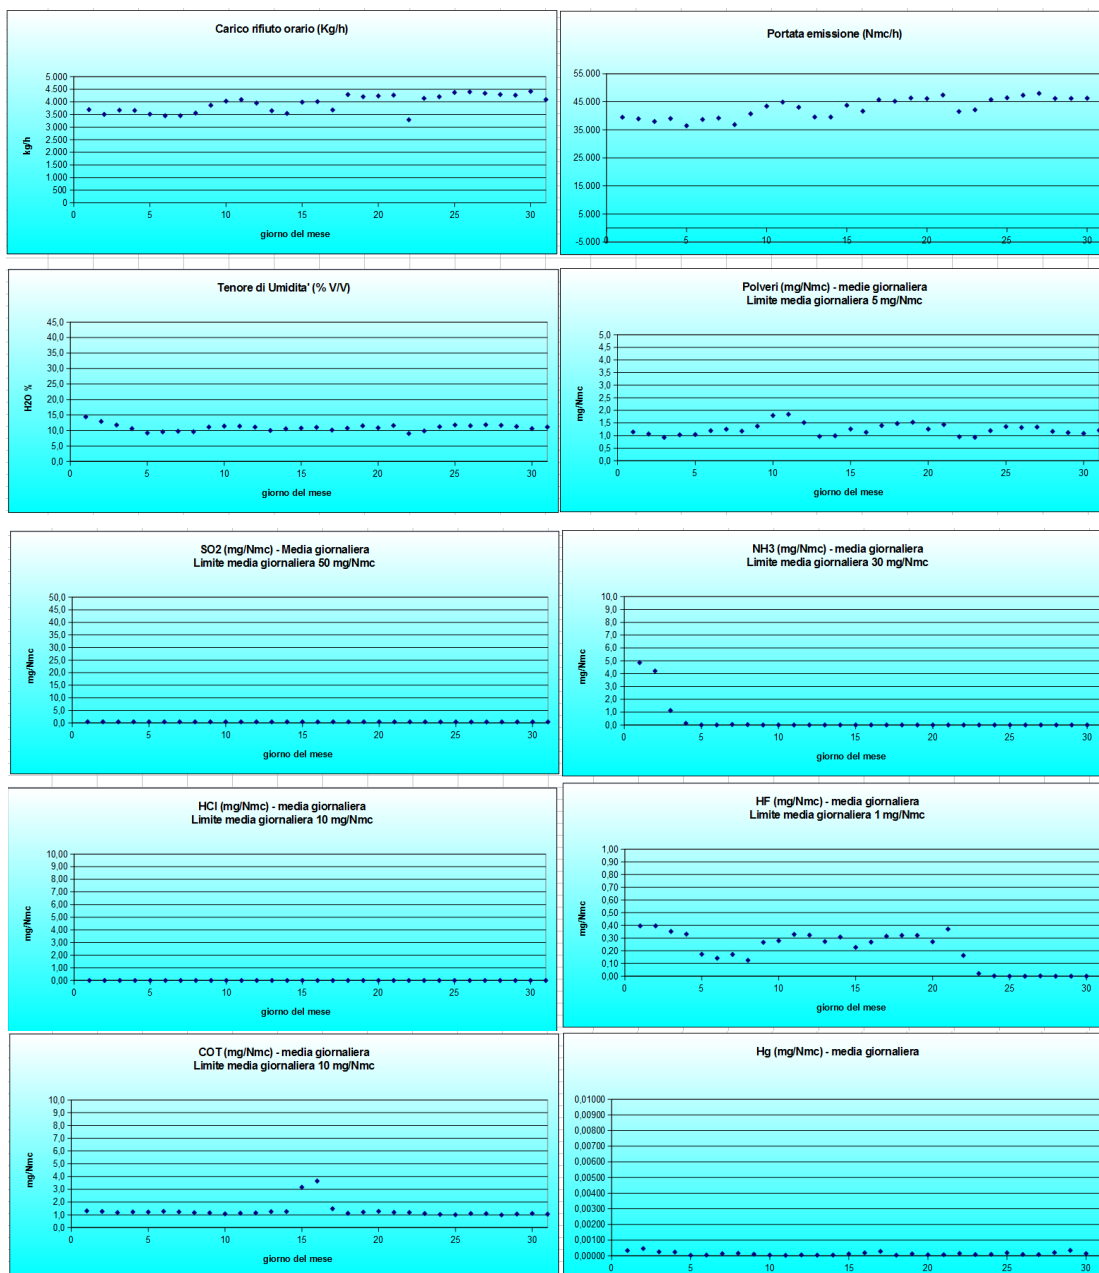 Carico rifiuto orario (Kg/h)
5.000
4.500
4.000
3.500
3.000
2.500
2.000
1.500
1.000
500
0
kg/h
0 5 10 15 20 25 30
giorno del mese
Portata emissione (Nmc/h)
55.000
45.000
35.000
25.000
15.000
5.000
-5.000
0 5 10 15 20 25 30
Tenore di Umidita' (% V/V)
45,0
40,0
35,0
30,0
25,0
20,0
15,0
10,0
5,0
0,0
H2O %
0 5 10 15 20 25 30
giorno del mese
Polveri (mg/Nmc) - medie giornaliera
Limite media giornaliera 5 mg/Nmc
5,0
4,5
4,0
3,5
3,0
2,5
2,0
1,5
1,0
0,5
0,0
mg/Nmc
0 5 10 15 20 25 30
giorno del mese
SO2 (mg/Nmc) - Media giornaliera
Limite media giornaliera 50 mg/Nmc
50,0
45,0
40,0
35,0
30,0
25,0
20,0
15,0
10,0
5,0
0,0
mg/Nmc
0 5 10 15 20 25 30
giorno del mese
NH3 (mg/Nmc) - media giornaliera
Limite media giornaliera 30 mg/Nmc
10,0
9,0
8,0
7,0
6,0
5,0
4,0
3,0
2,0
1,0
0,0
mg/Nmc
0 5 10 15 20 25 30
giorno del mese
HCl (mg/Nmc) - media giornaliera
Limite media giornaliera 10 mg/Nmc
10,00
9,00
8,00
7,00
6,00
5,00
4,00
3,00
2,00
1,00
0,00
mg/Nmc
0 5 10 15 20 25 30
giorno del mese
HF (mg/Nmc) - media giornaliera
Limite media giornaliera 1 mg/Nmc
1,00
0,90
0,80
0,70
0,60
0,50
0,40
0,30
0,20
0,10
0,00
mg/Nmc
0 5 10 15 20 25 30
giorno del mese
COT (mg/Nmc) - media giornaliera
Limite media giornaliera 10 mg/Nmc
10,0
9,0
8,0
7,0
6,0
5,0
4,0
3,0
2,0
1,0
0,0
mg/Nmc
0 5 10 15 20 25 30
giorno del mese
Hg (mg/Nmc) - media giornaliera
0,01000
0,00900
0,00800
0,00700
0,00600
0,00500
0,00400
0,00300
0,00200
0,00100
0,00000
mg/Nmc
0 5 10 15 20 25 30